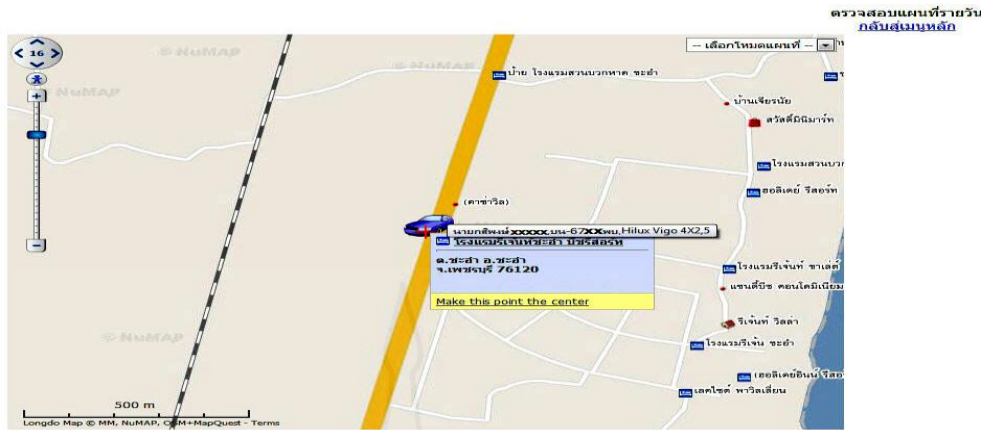 ตรวจสอบแผนที่รายวัน
กลับสู่เมนูหลัก
16
-- เลือกโหมดแผนที่ --
© NuMAP
© NuMAP
NuMAP
ป้าย โรงแรมสวนบวกหาด ชะอำ
บ้านเจียรนัย
สวัสดิ์มินิมาร์ท
โรงแรมสวนบวก
ฮอลิเดย์ รีสอร์ท
(คาซ่าวิล)
นายกสิพงษ์xxxxx,บน-67xxพบ,Hilux Vigo 4X2,5
โรงแรมรีเจ้นท์ชะอำ บีชรีสอร์ท
ต.ชะอำ อ.ชะอำ
จ.เพชรบุรี 76120
Make this point the center
โรงแรมรีเจ้นท์ ชาเล่ต์
แซนด์บีช คอนโดมิเนียม
รีเจ้นท์ วิลล่า
โรงแรมรีเจ้น ชะอำ
© NuMAP
(ฮอลิเดย์อินน์ รีสอ
เลคไซด์ พาวิลเลี่ยน
500 m
Longdo Map © MM, NuMAP, OSM+MapQuest - Terms